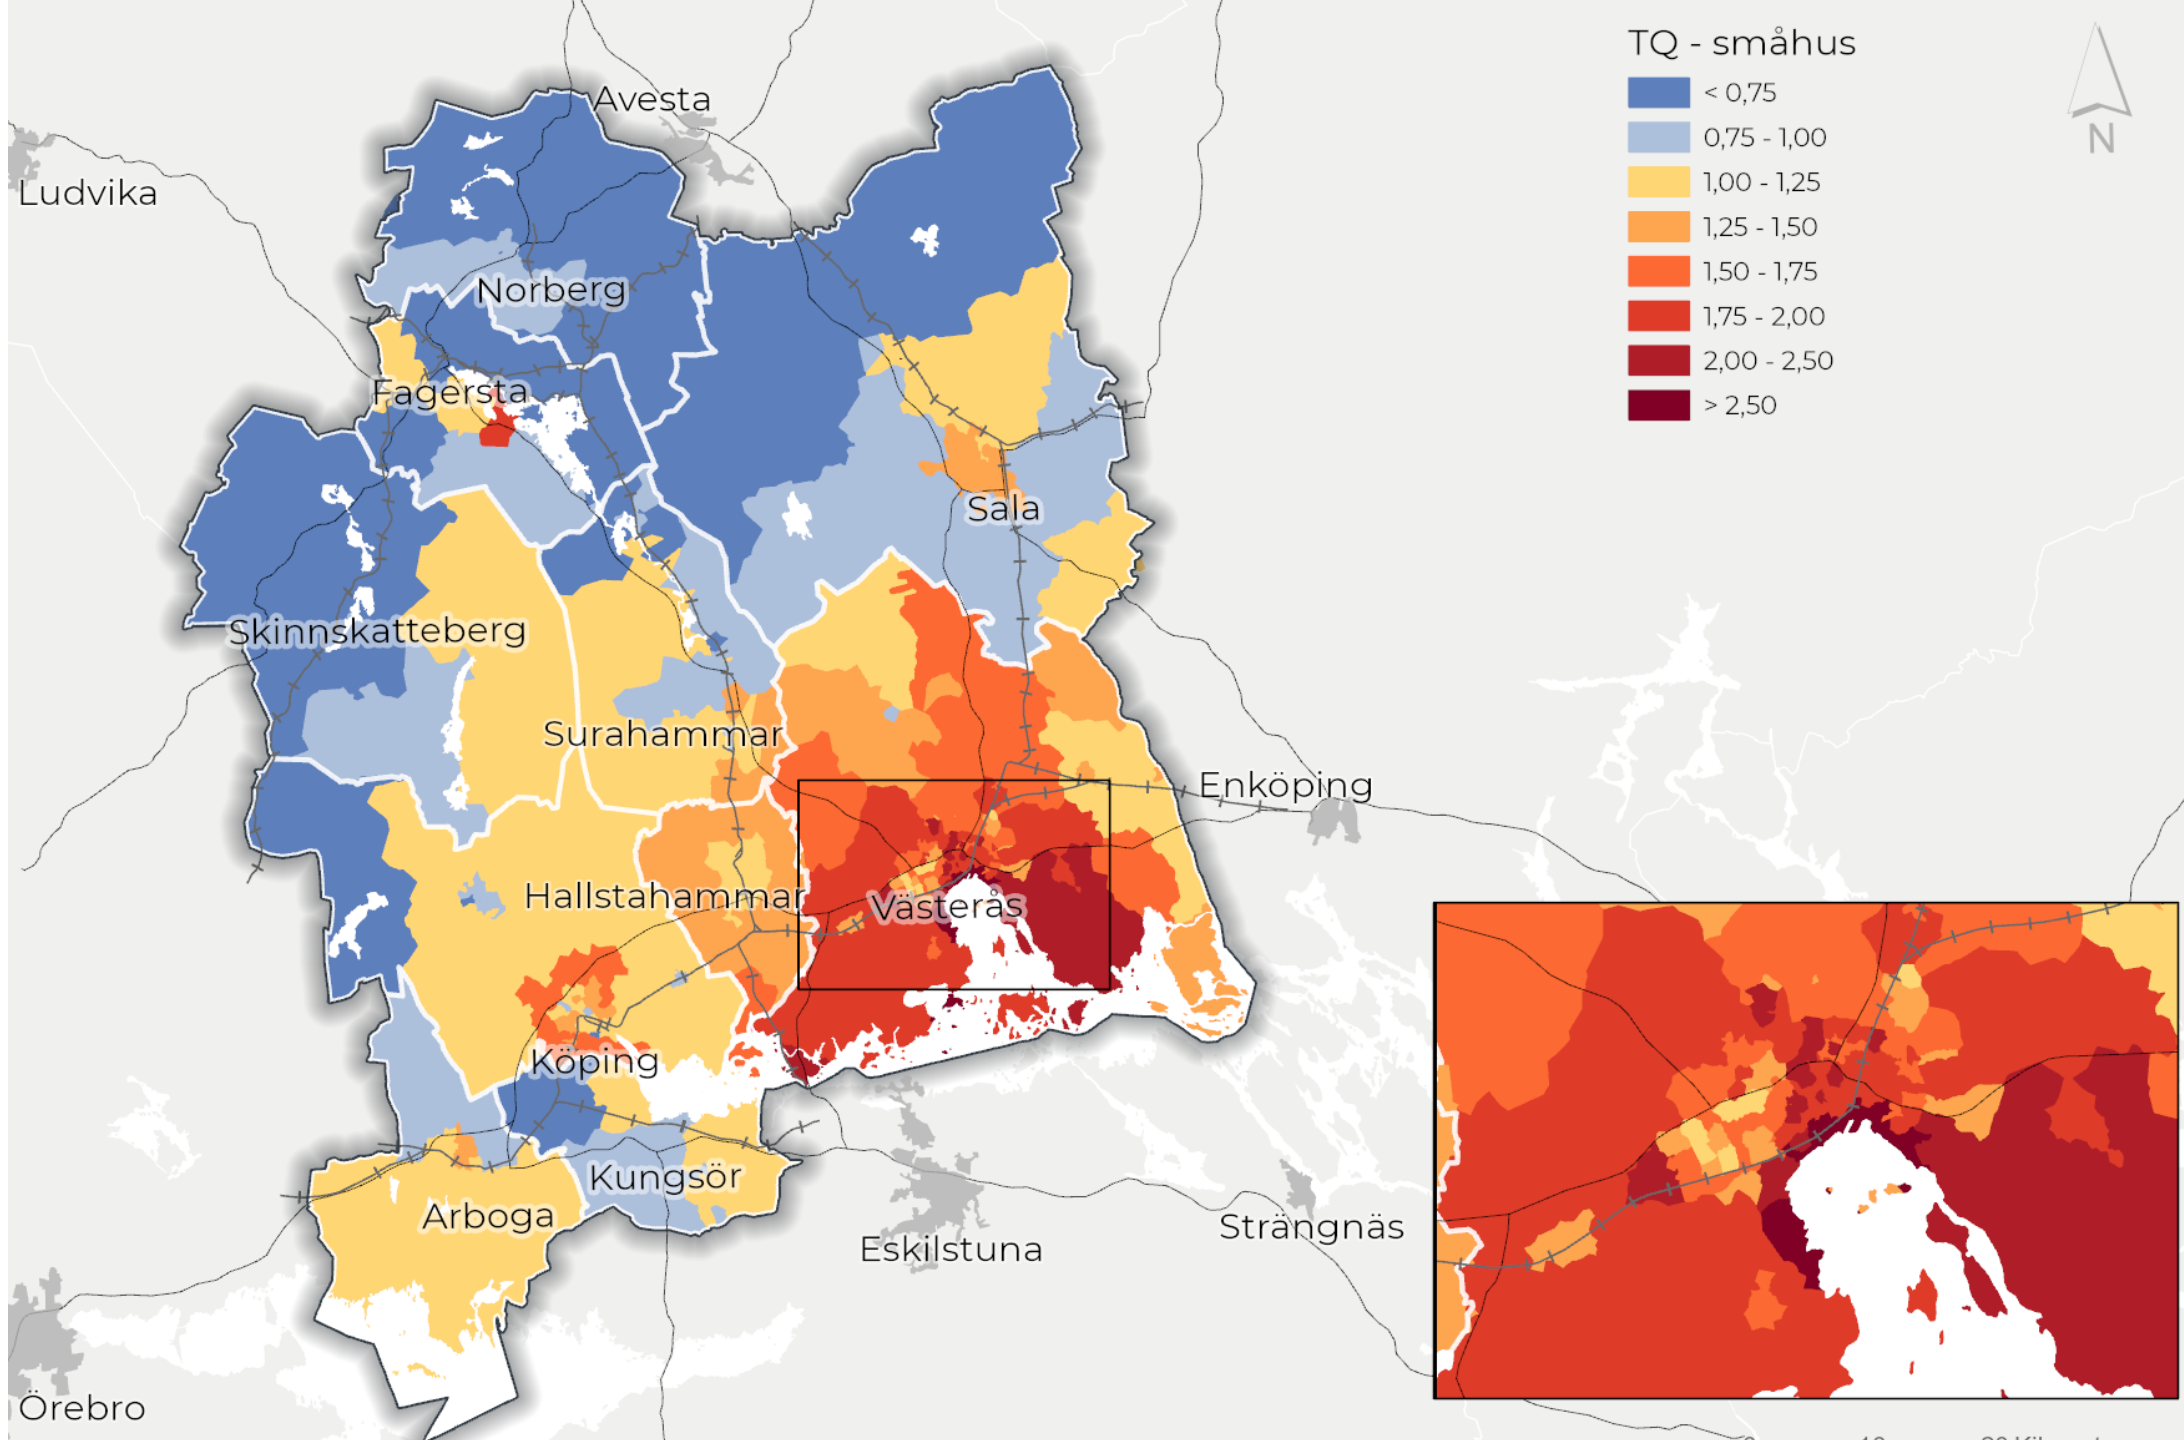 TQ - småhus
< 0,75
0,75 - 1,00
1,00 - 1,25
1,25 - 1,50
1,50 - 1,75
1,75 - 2,00
2,00 - 2,50
> 2,50
N
Avesta
Ludvika
Norberg
Fagersta
Sala
Skinnskatteberg
Surahammar
Enköping
Hallstahammar
Västerås
Köping
Kungsör
Arboga
Strängnäs
Eskilstuna
Örebro